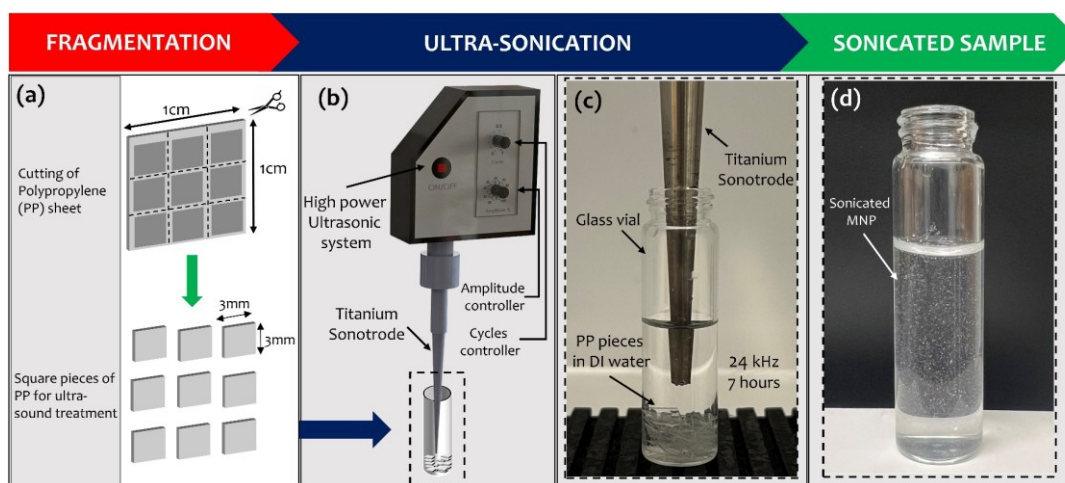 FRAGMENTATION
ULTRA-SONICATION
SONICATED SAMPLE
(a)
1cm
1cm
Cutting of
Polypropylene
(PP) sheet
3mm
3mm
Square pieces of
PP for ultra-
sound treatment
(b)
ON/OFF
High power
Ultrasonic
system
Amplitude
controller
Titanium
Sonotrode
Cycles
controller
(c)
Titanium
Sonotrode
Glass vial
PP pieces
in DI water
24 kHz
7 hours
(d)
Sonicated
MNP